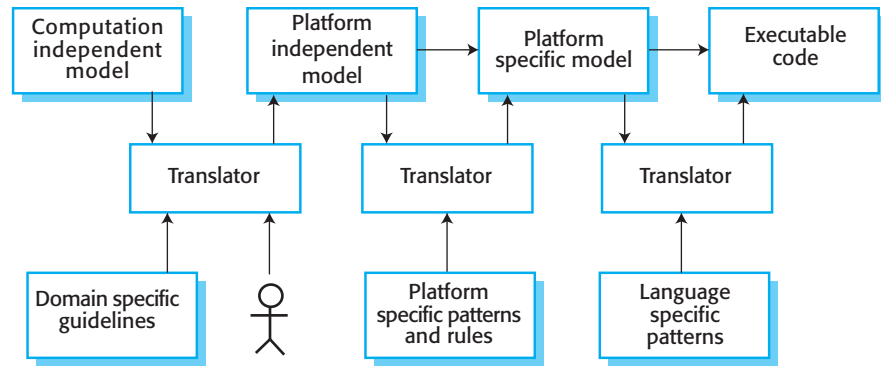 Computation
independent
model
Platform
independent
model
Platform
specific model
Executable
code
Translator
Translator
Translator
Domain specific
guidelines
Platform
specific patterns
and rules
Language
specific
patterns